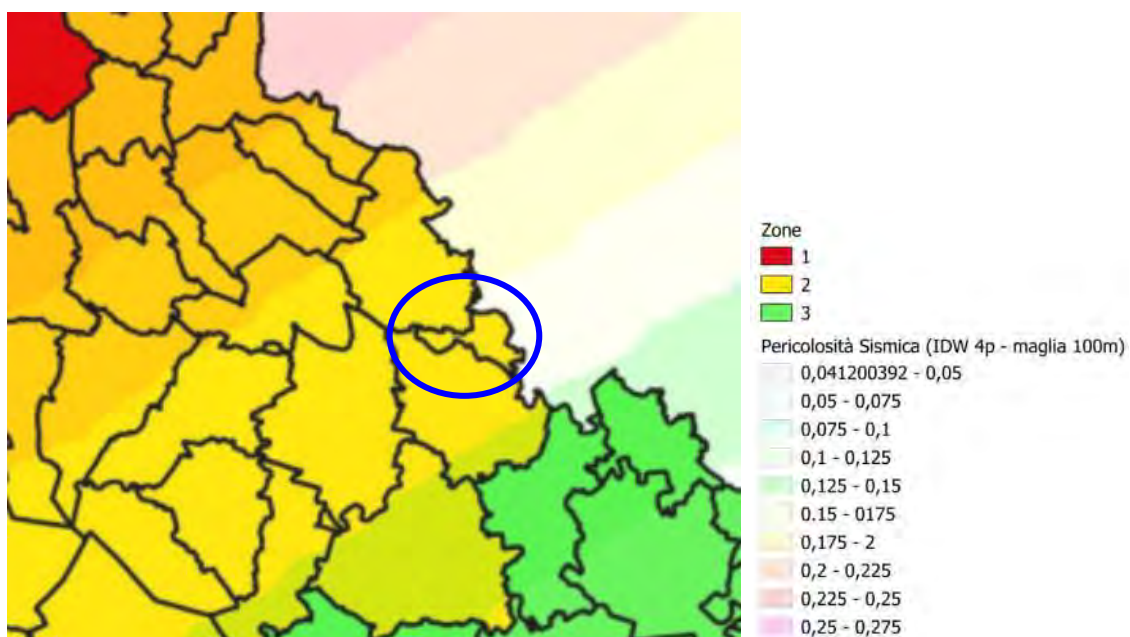 Zone
1
2
3
Pericolosità Sismica (IDW 4p - maglia 100m)
0,041200392 - 0,05
0,05 - 0,075
0,075 - 0,1
0,1 - 0,125
0,125 - 0,15
0.15 - 0175
0,175 - 2
0,2 - 0,225
0,225 - 0,25
0,25 - 0,275